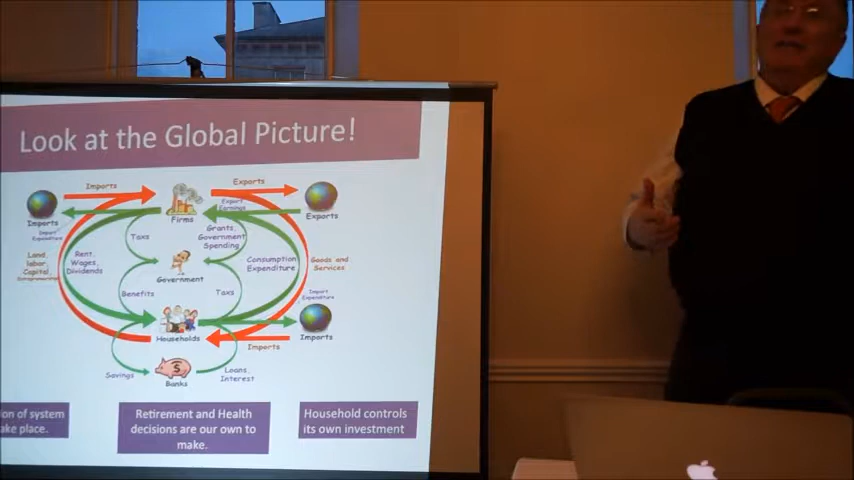 Look at the Global Picture!
Imports
Exports
Imports
Import
Expenditure
Firms
Export
Earnings
Exports
Taxs
Grants,
Government
Spending
Land,
labor,
Capital,
Rent,
Wages,
Dividends
Government
Consumption
Expenditure
Goods and
Services
Benefits
Taxs
Import
Expenditure
Households
Imports
Imports
Savings
Banks
Loans,
Interest
on of system
ke place.
Retirement and Health
decisions are our own to
make.
Household controls
its own investment.